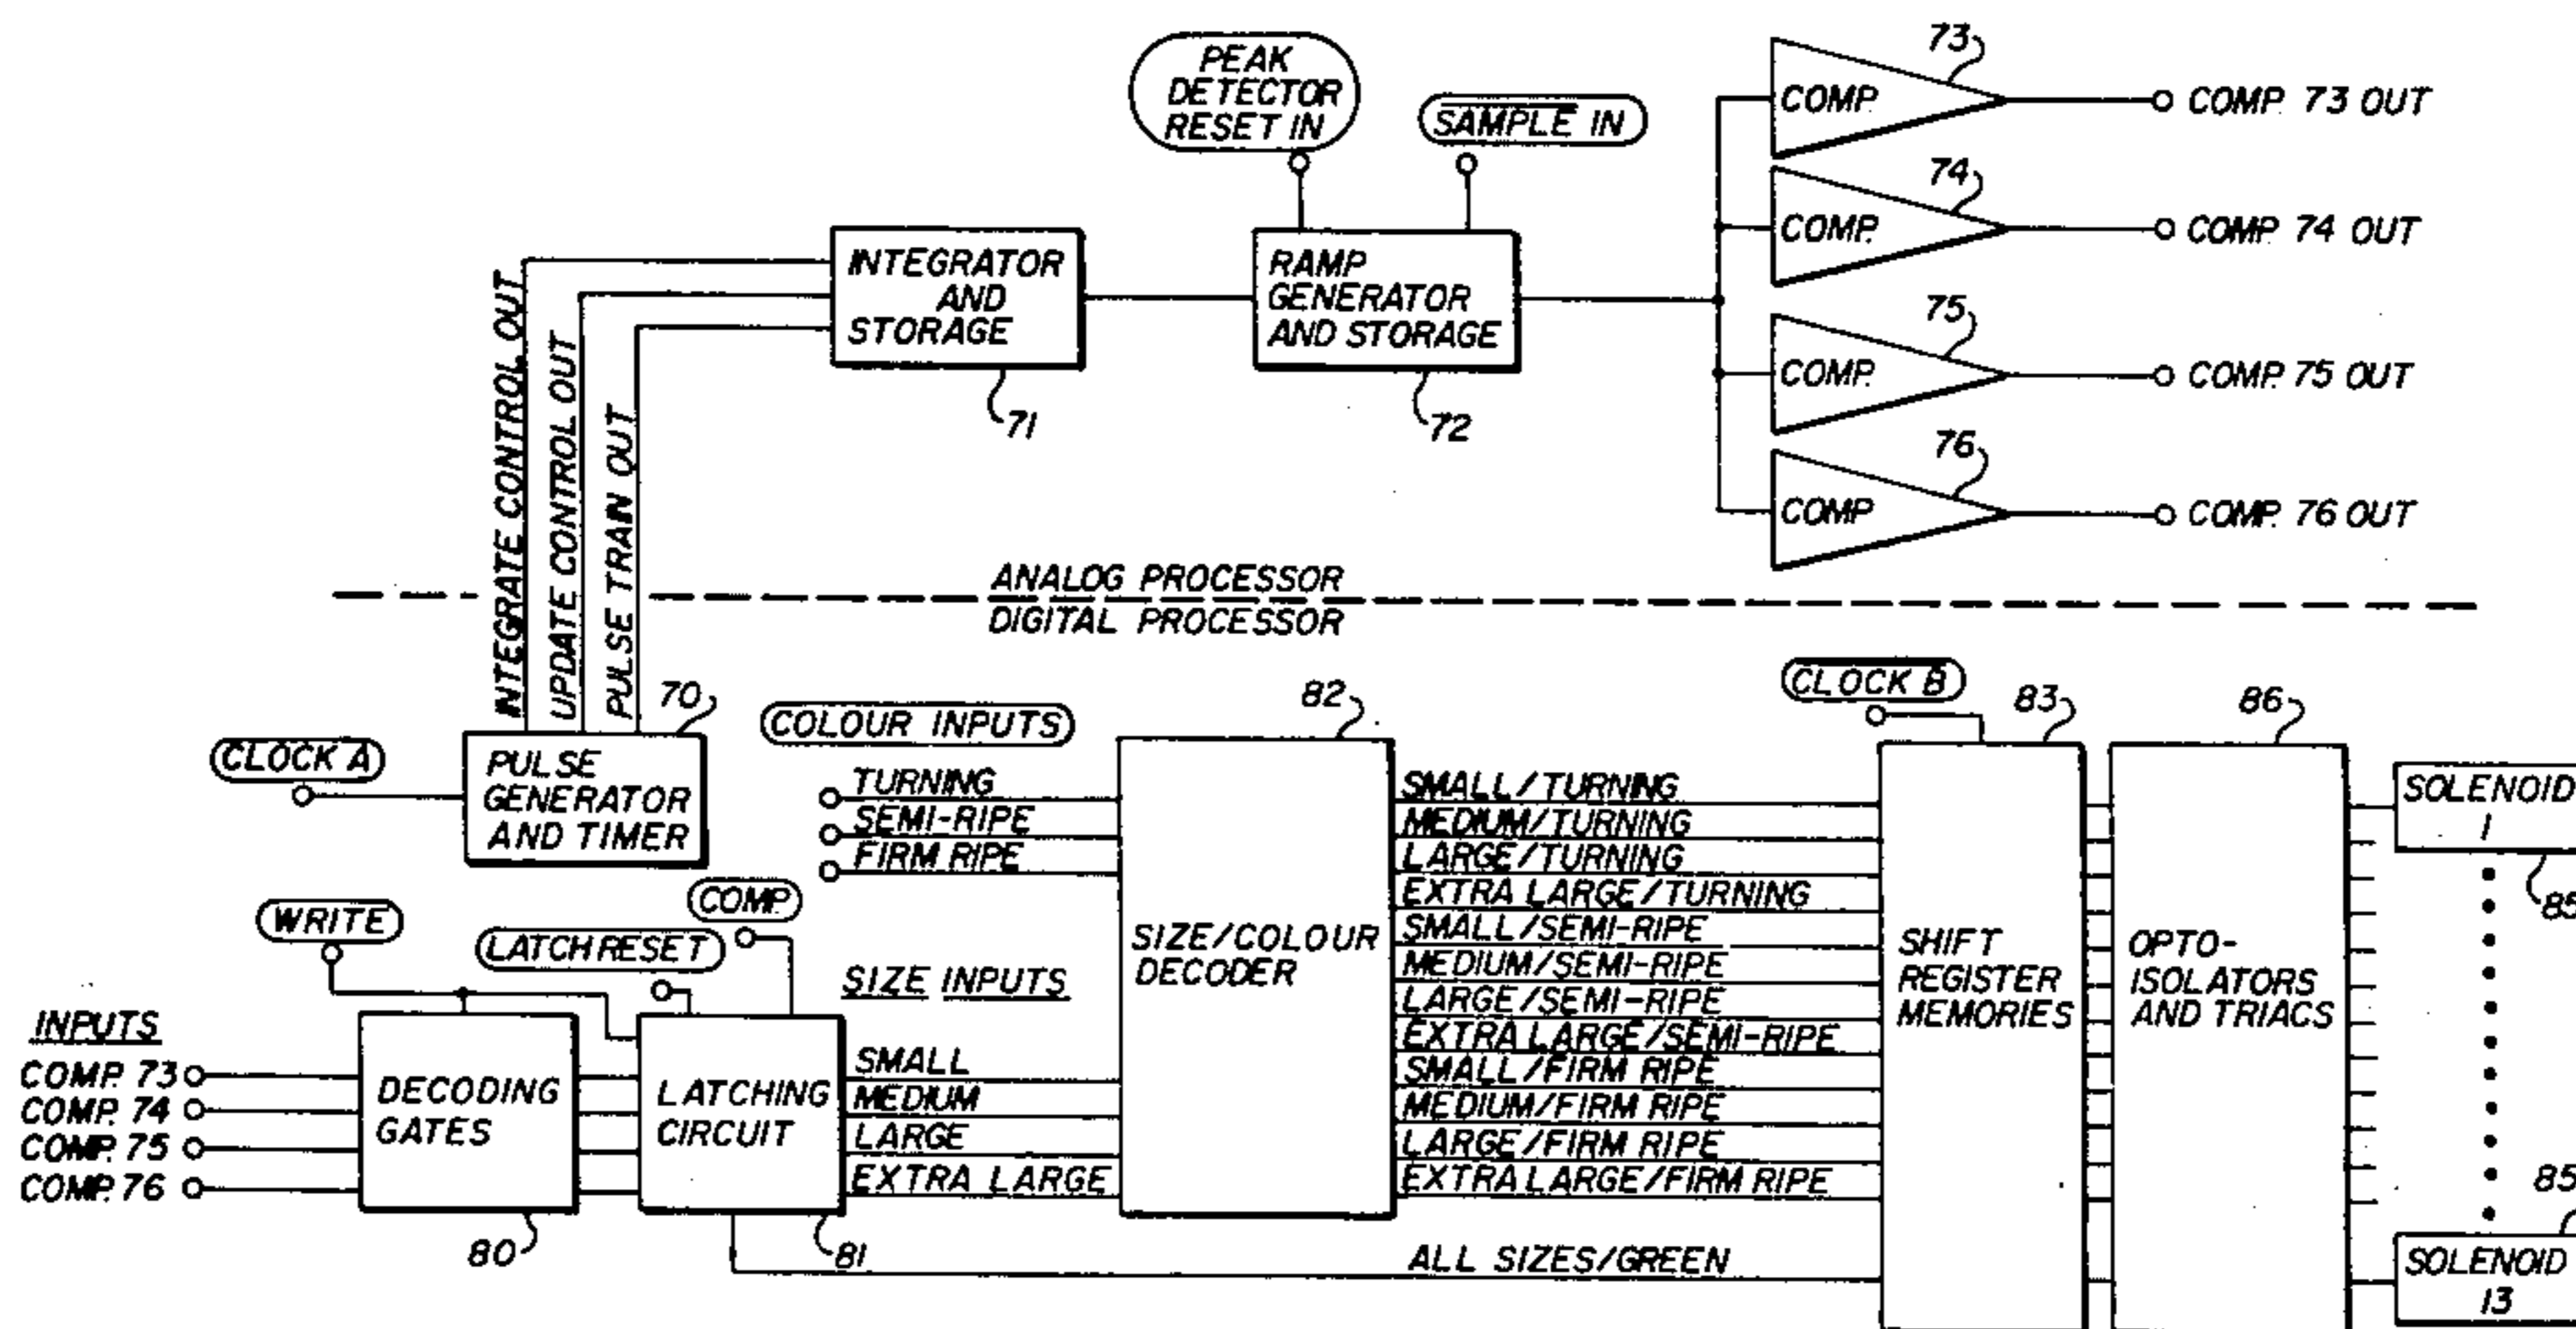 PEAK
DETECTOR
RESET IN
SAMPLE IN
73
COMP.
COMP. 73 OUT
74
COMP.
COMP. 74 OUT
75
COMP.
COMP. 75 OUT
76
COMP
COMP. 76 OUT
INTEGRATOR
AND
STORAGE
71
RAMP
GENERATOR
AND STORAGE
72
INTEGRATE CONTROL OUT
UPDATE CONTROL OUT
PULSE TRAIN OUT
ANALOG PROCESSOR
DIGITAL PROCESSOR
CLOCK A
70
PULSE
GENERATOR
AND TIMER
COLOUR INPUTS
TURNING
SEMI-RIPE
FIRM RIPE
WRITE
LATCH RESET
COMP
SIZE INPUTS
INPUTS
COMP. 73
COMP. 74
COMP. 75
COMP. 76
DECODING
GATES
80
LATCHING
CIRCUIT
81
SMALL
MEDIUM
LARGE
EXTRA LARGE
82
SIZE/COLOUR
DECODER
SMALL/TURNING
MEDIUM/TURNING
LARGE/TURNING
EXTRA LARGE/TURNING
SMALL/SEMI-RIPE
MEDIUM/SEMI-RIPE
LARGE/SEMI-RIPE
EXTRA LARGE/SEMI-RIPE
SMALL/FIRM RIPE
MEDIUM/FIRM RIPE
LARGE/FIRM RIPE
EXTRA LARGE/FIRM RIPE
ALL SIZES/GREEN
CLOCK B
83
SHIFT
REGISTER
MEMORIES
86
OPTO-
ISOLATORS
AND TRIACS
SOLENOID
1
85
85
SOLENOID
13